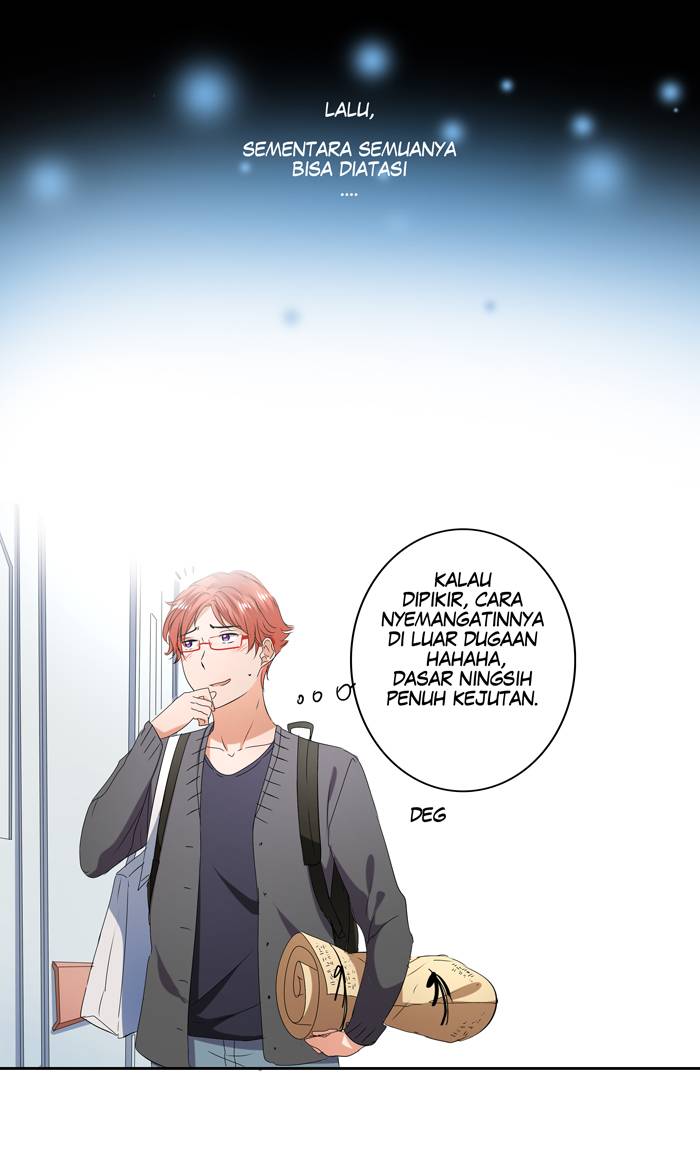 LALU,
SEMENTARA SEMUANYA
BISA DIATASI
....
KALAU
DIPIKIR, CARA
NYEMANGATINNYA
DI LUAR DUGAAN
HAHAHA,
DASAR NINGSIH
PENUH KEJUTAN.
DEG